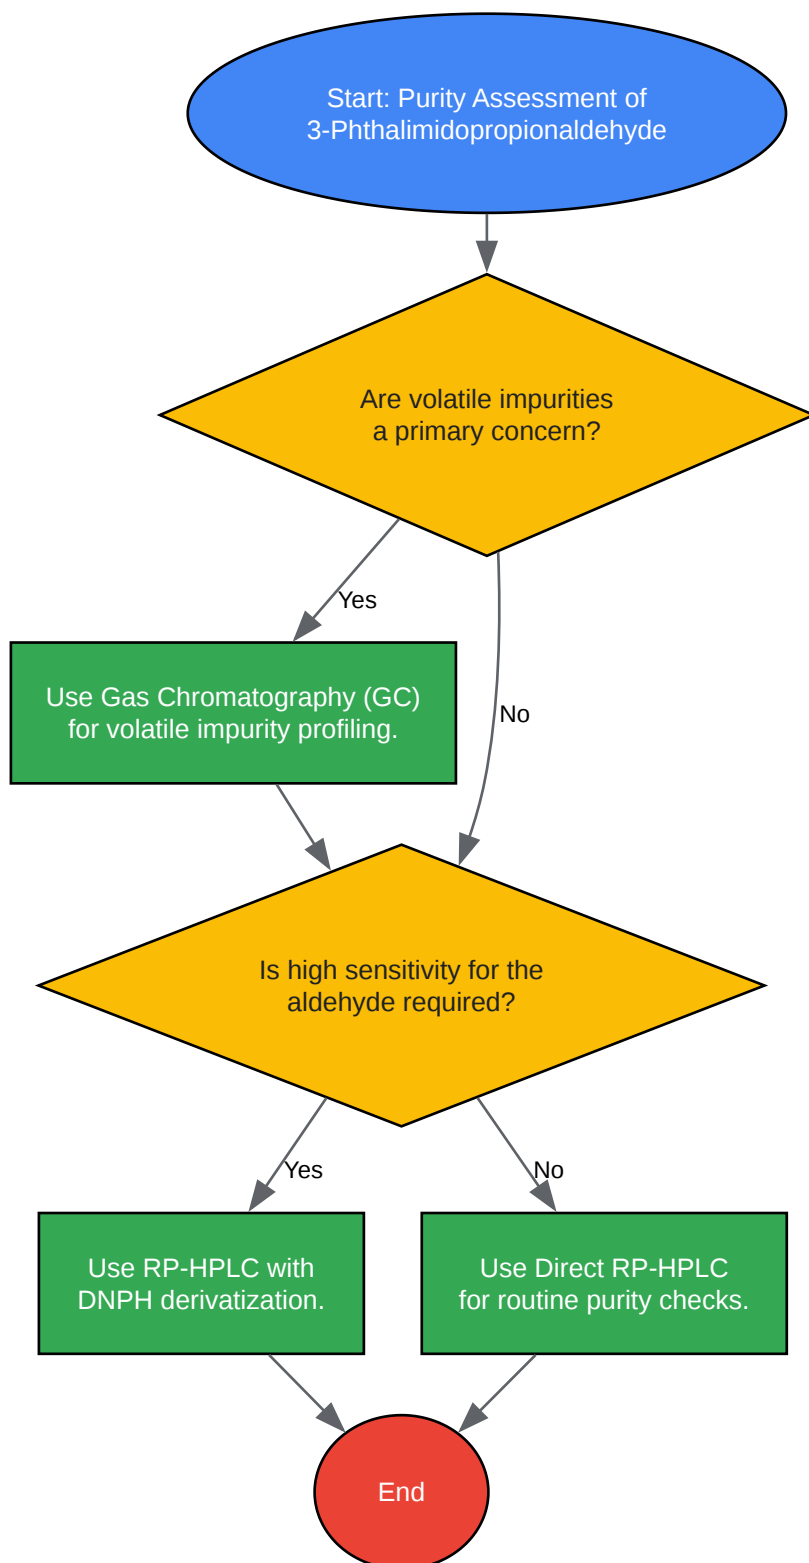 Start: Purity Assessment of
3-Phthalimidopropionaldehyde
Are volatile impurities
a primary concern?
Yes
Use Gas Chromatography (GC)
for volatile impurity profiling.
No
Is high sensitivity for the
aldehyde required?
Yes
No
Use RP-HPLC with
DNPH derivatization.
Use Direct RP-HPLC
for routine purity checks.
End